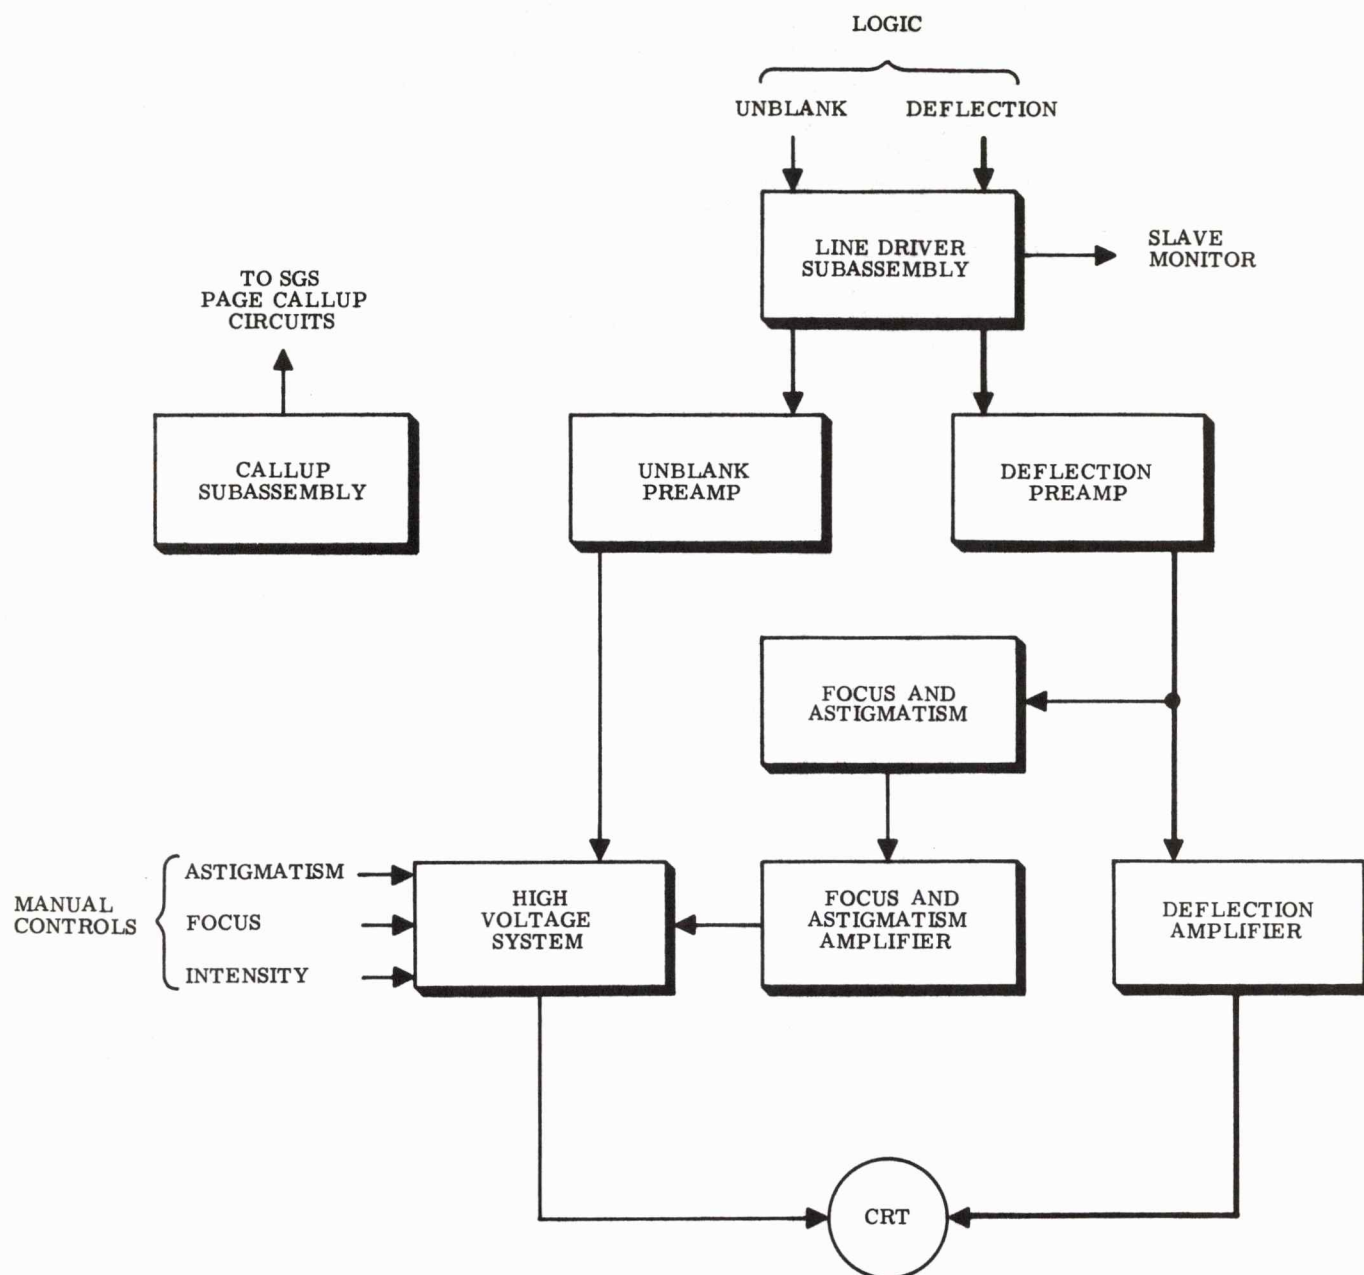 LOGIC
UNBLANK
DEFLECTION
LINE DRIVER
SUBASSEMBLY
SLAVE
MONITOR
TO SGS
PAGE CALLUP
CIRCUITS
CALLUP
SUBASSEMBLY
UNBLANK
PREAMP
DEFLECTION
PREAMP
FOCUS AND
ASTIGMATISM
MANUAL
CONTROLS
ASTIGMATISM
FOCUS
INTENSITY
HIGH
VOLTAGE
SYSTEM
FOCUS AND
ASTIGMATISM
AMPLIFIER
DEFLECTION
AMPLIFIER
CRT